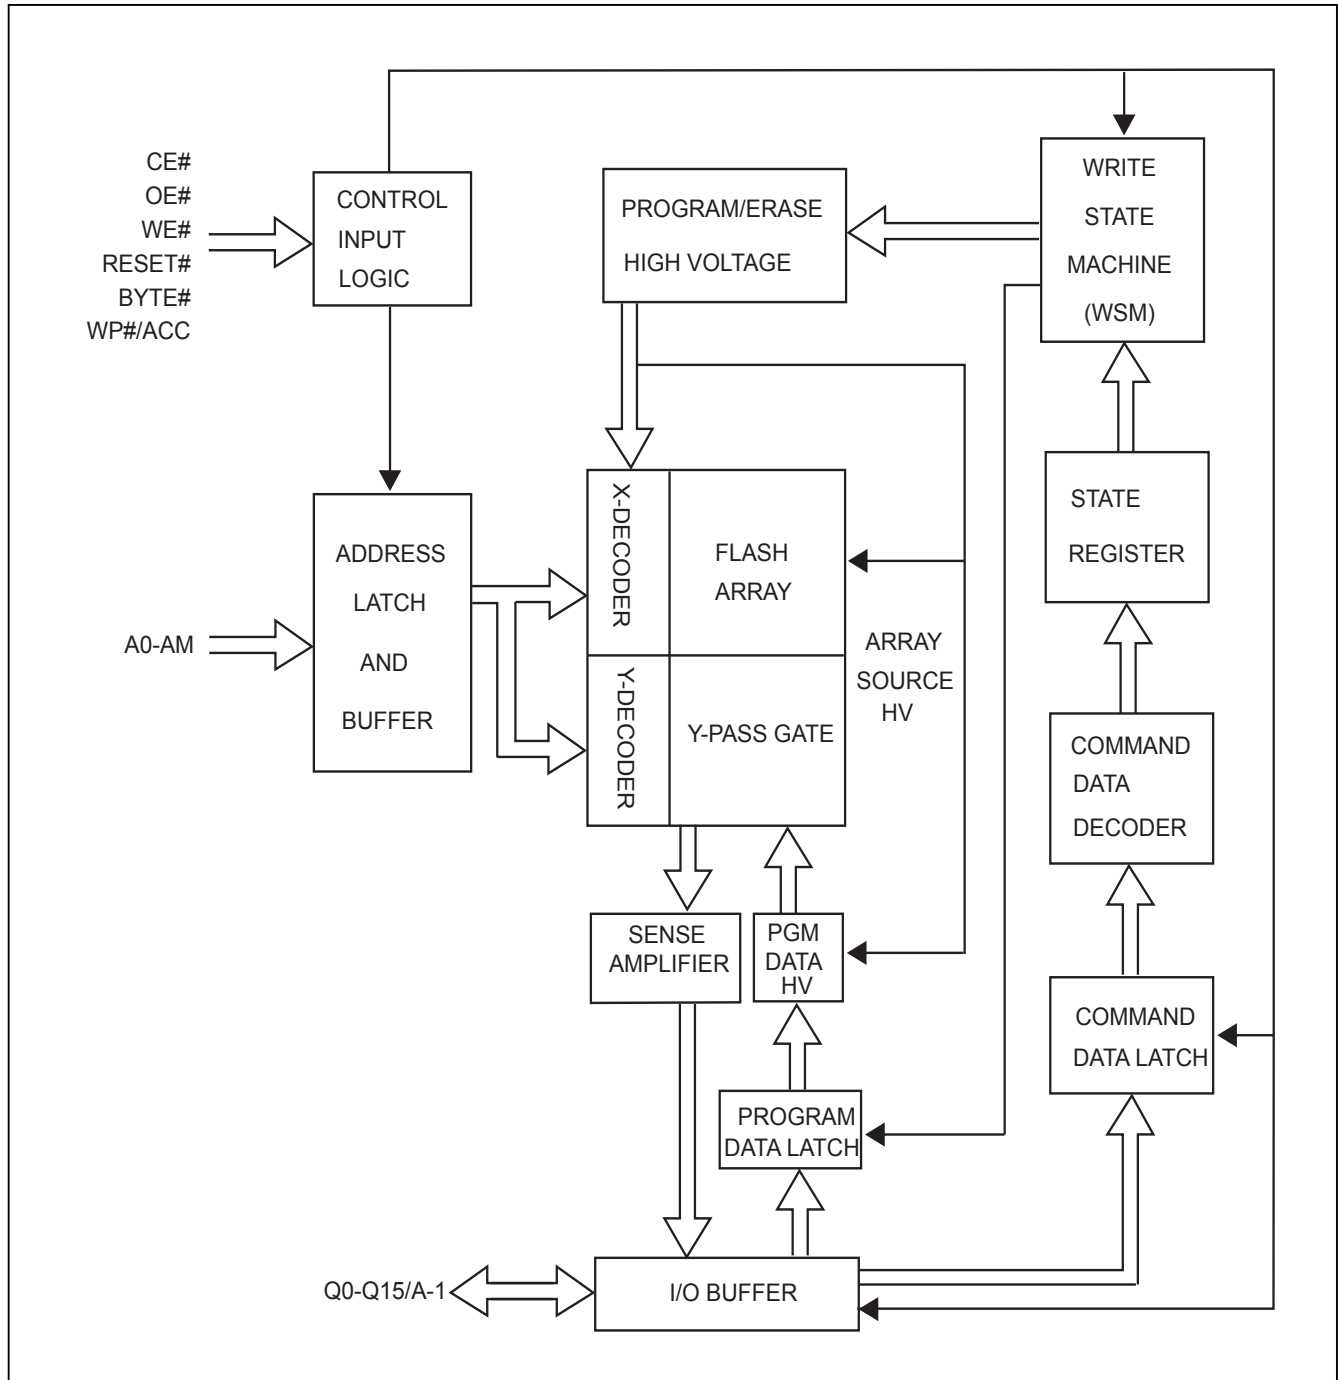 CE#
OE#
WE#
RESET#
BYTE#
WP#/ACC
CONTROL
INPUT
LOGIC
PROGRAM/ERASE
HIGH VOLTAGE
WRITE
STATE
MACHINE
(WSM)
A0-AM
ADDRESS
LATCH
AND
BUFFER
X-DECODER
FLASH
ARRAY
Y-DECODER
Y-PASS GATE
ARRAY
SOURCE
HV
STATE
REGISTER
COMMAND
DATA
DECODER
SENSE
AMPLIFIER
PGM
DATA
HV
COMMAND
DATA LATCH
PROGRAM
DATA LATCH
Q0-Q15/A-1
I/O BUFFER